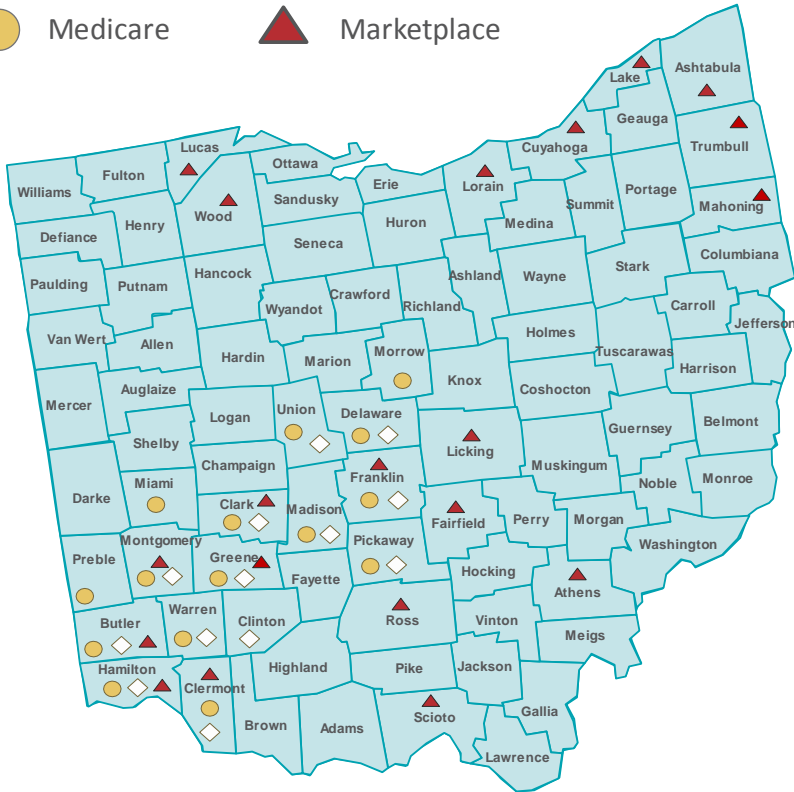 Medicare Marketplace
Lake
Ashtabula
Geauga
Trumbull
Cuyahoga
Lucas
Ottawa
Fulton
Williams
Erie
Lorain
Sandusky
Wood
Henry
Portage
Summit
Mahoning
Medina
Huron
Defiance
Seneca
Columbiana
Hancock
Ashland
Wayne
Stark
Paulding
Putnam
Crawford
Richland
Wyandot
Carroll
Jefferson
Holmes
Van Wert
Allen
Hardin
Marion
Morrow
Tuscarawas
Harrison
Knox
Coshocton
Auglaize
Mercer
Union
Delaware
Logan
Belmont
Guernsey
Shelby
Licking
Champaign
Muskingum
Franklin
Miami
Monroe
Noble
Darke
Clark
Madison
Fairfield
Perry
Morgan
Montgomery
Pickaway
Washington
Preble
Greene
Hocking
Fayette
Athens
Warren
Butler
Clinton
Ross
Vinton
Meigs
Hamilton
Highland
Pike
Jackson
Clermont
Gallia
Scioto
Brown
Adams
Lawrence